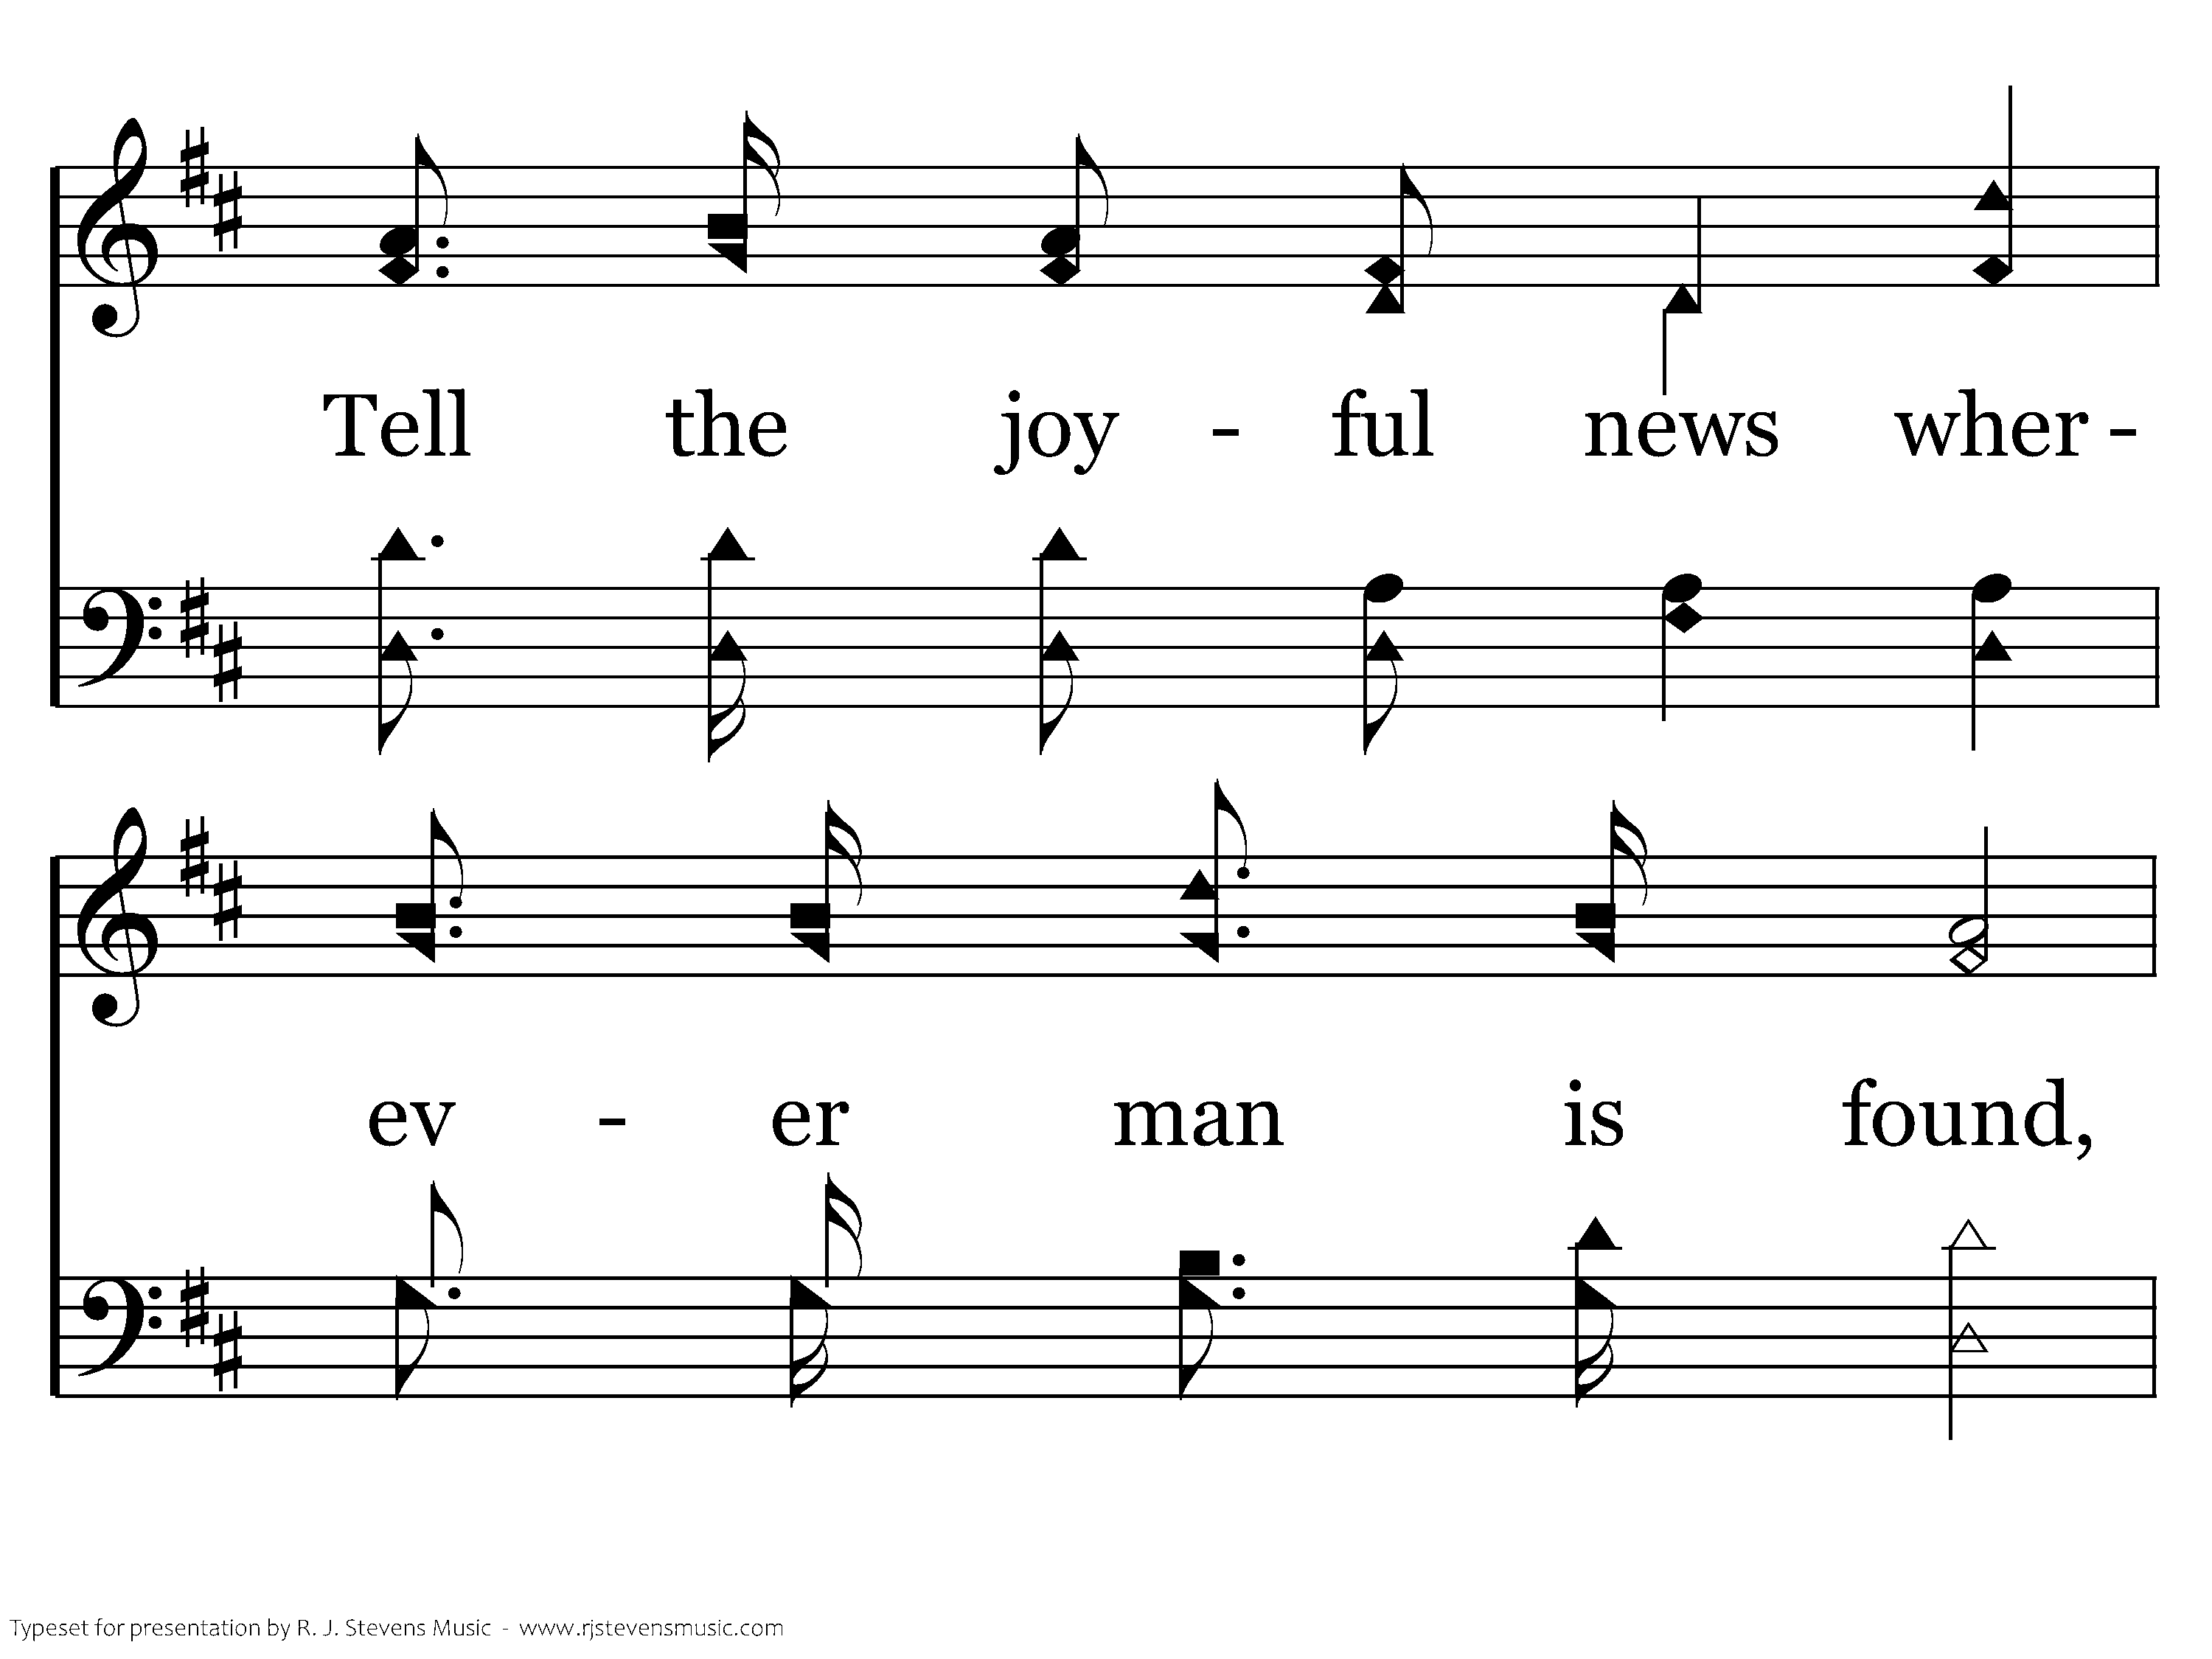 Tell the joy - ful news wher -
ev - er man is found,
Typeset for presentation by R. J. Stevens Music - www.rjstevensmusic.com